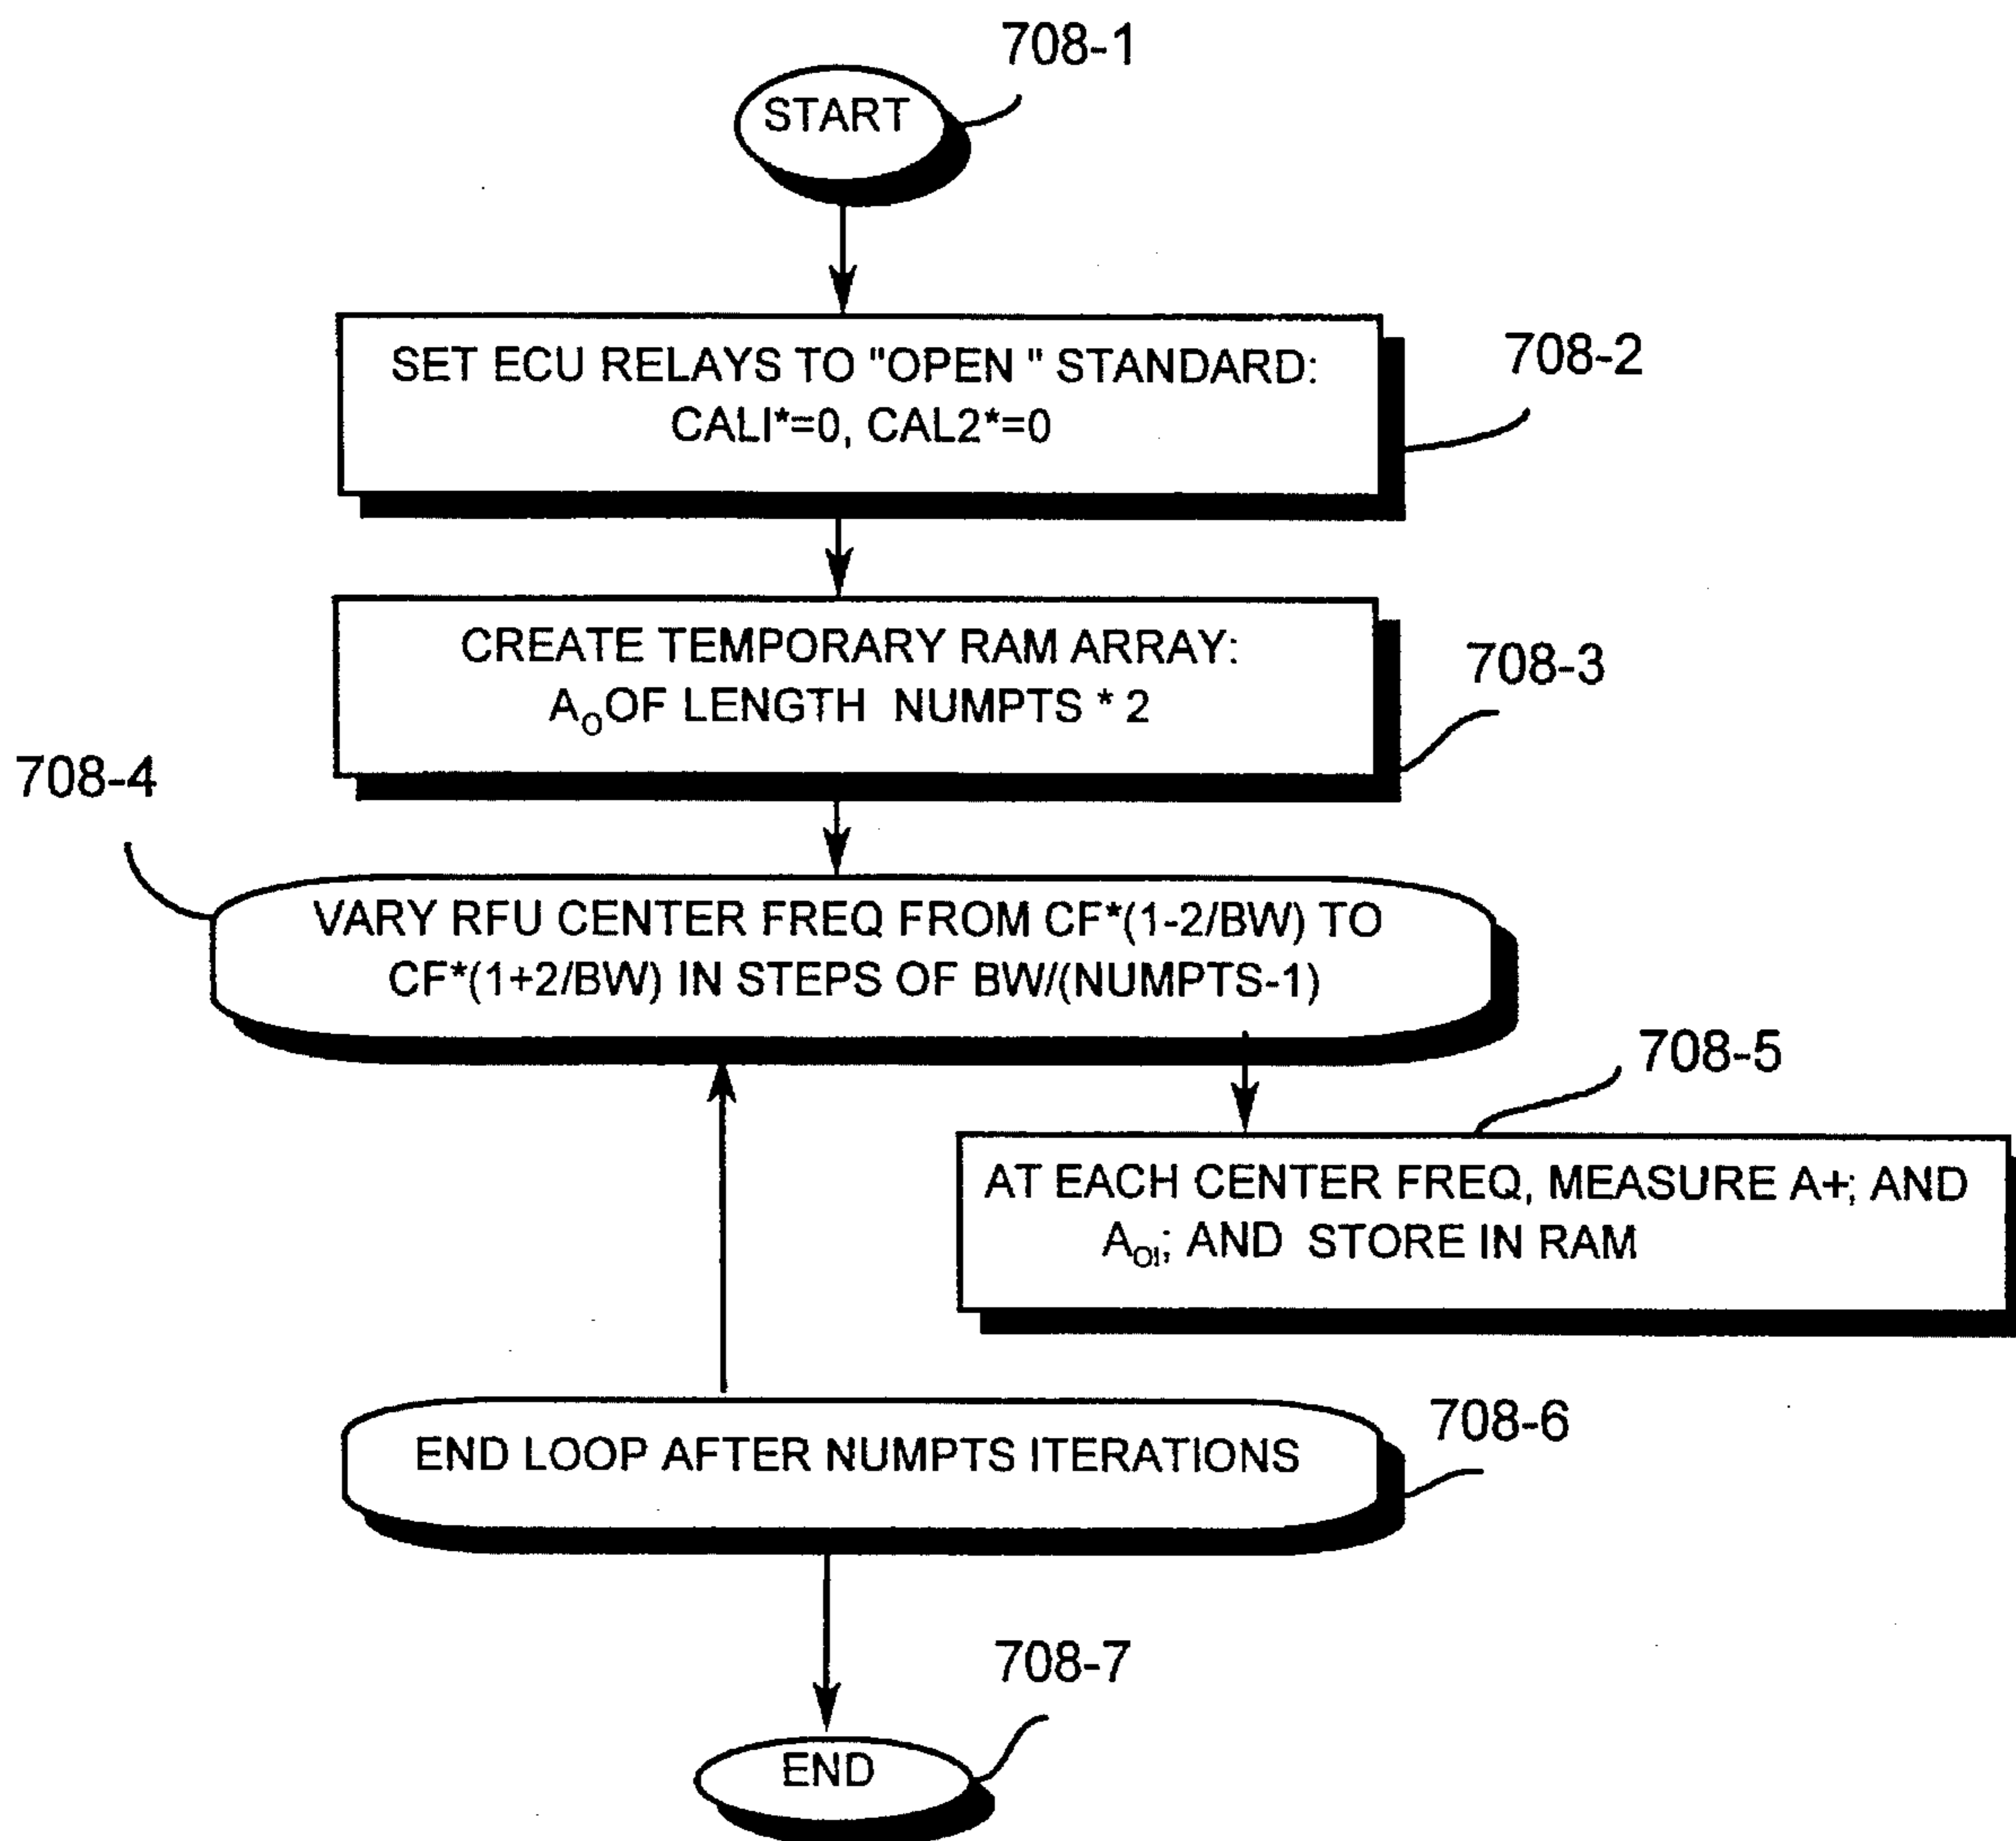 708-1
START
SET ECU RELAYS TO "OPEN " STANDARD:
CALI*=0, CAL2*=0
708-2
CREATE TEMPORARY RAM ARRAY:
A_O OF LENGTH NUMPTS * 2
708-3
708-4
VARY RFU CENTER FREQ FROM CF*(1-2/BW) TO
CF*(1+2/BW) IN STEPS OF BW/(NUMPTS-1)
708-5
AT EACH CENTER FREQ, MEASURE A+; AND
A_OI; AND STORE IN RAM
708-6
END LOOP AFTER NUMPTS ITERATIONS
708-7
END